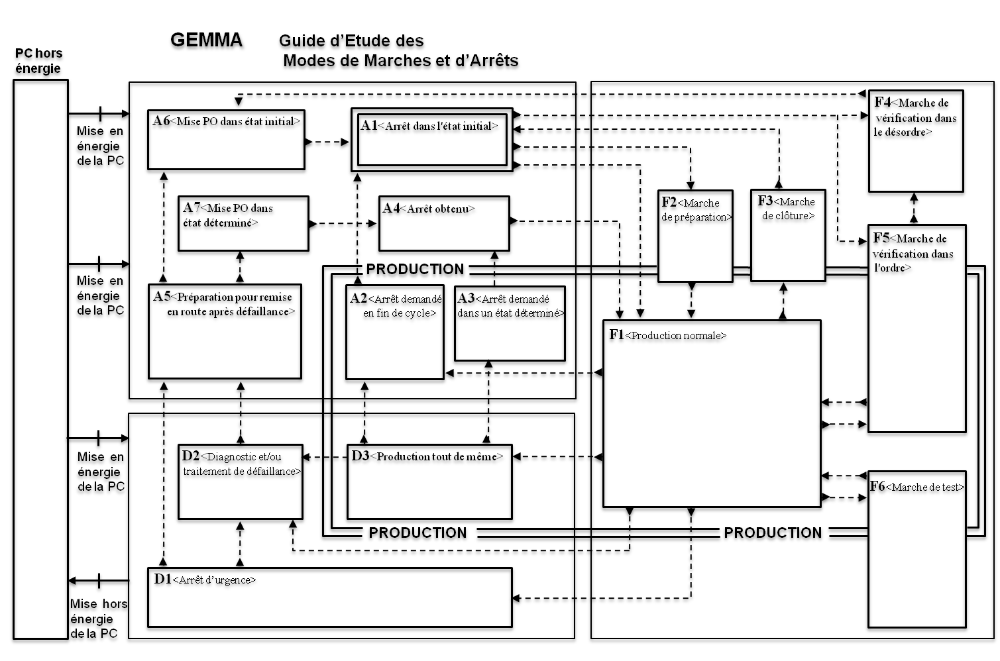 GEMMA
Guide d’Etude des
Modes de Marches et d’Arrêts
PC hors
énergie
Mise en
énergie
de la PC
Mise en
énergie
de la PC
Mise en
énergie
de la PC
Mise hors
énergie
de la PC
A6<Mise PO dans état initial>
A1<Arrêt dans l'état initial>
A7<Mise PO dans
état déterminé>
A4<Arrêt obtenu>
A5<Préparation pour remise
en route après défaillance>
PRODUCTION
A2<Arrêt demandé
en fin de cycle>
A3<Arrêt demandé
dans un état déterminé>
D2<Diagnostic et/ou
traitement de défaillance>
D3<Production tout de même>
PRODUCTION
D1<Arrêt d’urgence>
F4<Marche de
vérification dans
le désordre>
F2<Marche
de préparation>
F3<Marche
de clôture>
F5<Marche de
vérification dans
l'ordre>
F1<Production normale>
F6<Marche de test>
PRODUCTION